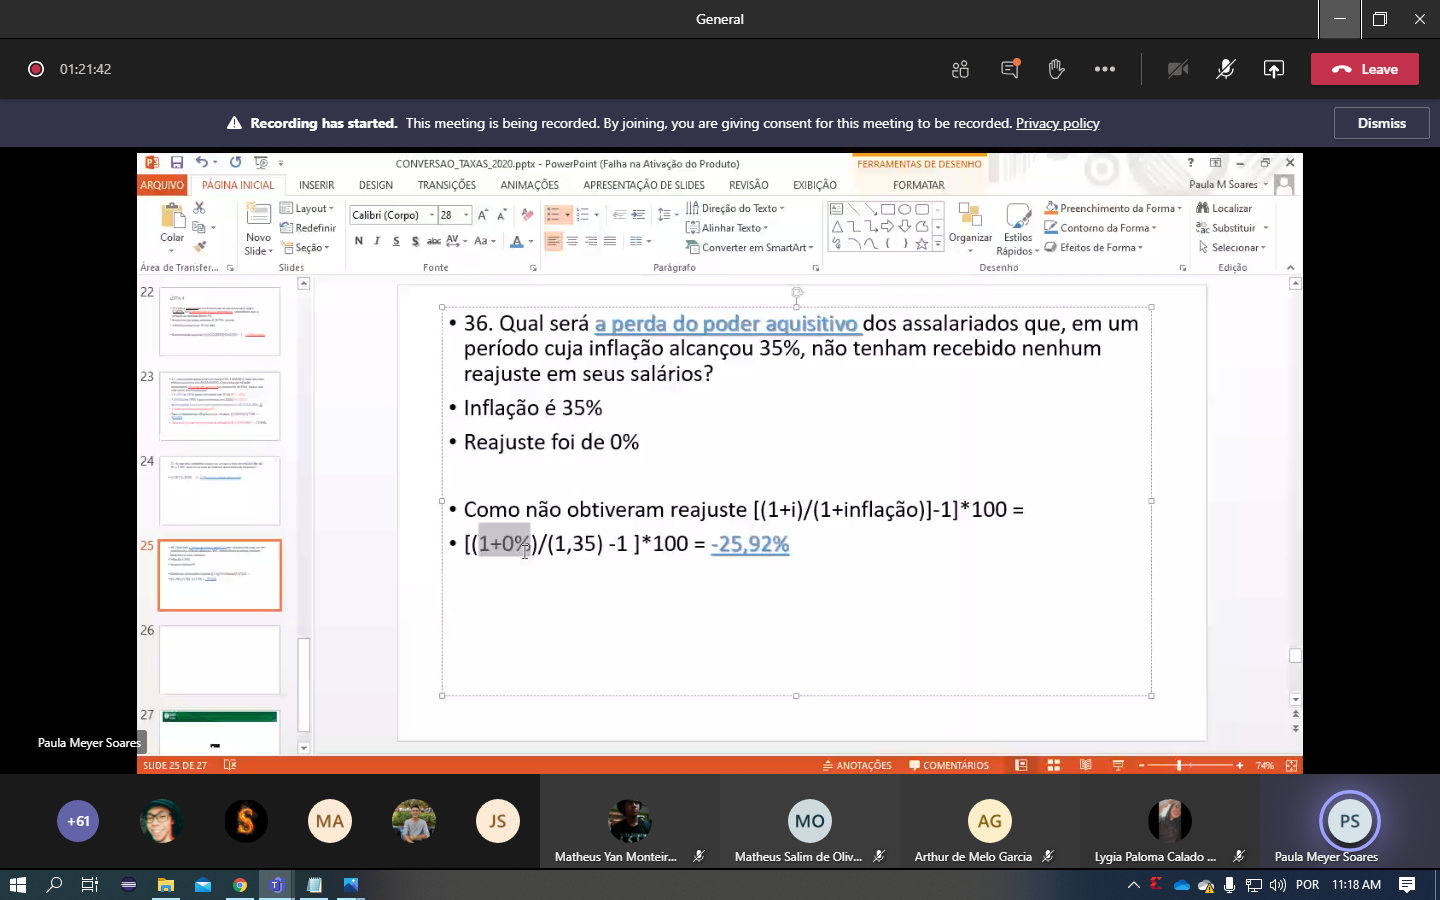 General
01:21:42
Leave
Recording has started. This meeting is being recorded. By joining, you are giving consent for this meeting to be recorded. Privacy policy
Dismiss
CONVERSAO_TAXAS_2020.pptx - PowerPoint (Falha na Ativação do Produto)
FERRAMENTAS DE DESENHO
ARQUIVO PÁGINA INICIAL INSERIR DESIGN TRANSIÇÕES ANIMAÇÕES APRESENTAÇÃO DE SLIDES REVISÃO EXIBIÇÃO FORMATAR
Paula M Soares
Colar
Novo Slide
Layout
Redefinir
Seção
Calibri (Corpo) 28
N I S S abc AV Aa A
Direção do Texto
Alinhar Texto
Converter em SmartArt
Organizar
Estilos Rápidos
Preenchimento da Forma
Contorno da Forma
Efeitos de Forma
Localizar
Substituir
Selecionar
Área de Transfer... Slides Fonte Parágrafo Desenho Edição
22
23
24
25
26
27
• 36. Qual será a perda do poder aquisitivo dos assalariados que, em um
período cuja inflação alcançou 35%, não tenham recebido nenhum
reajuste em seus salários?
• Inflação é 35%
• Reajuste foi de 0%
• Como não obtiveram reajuste [(1+i)/(1+inflação)]-1]*100 =
• [(1+0%)/(1,35) -1 ]*100 = -25,92%
Paula Meyer Soares
SLIDE 25 DE 27
ANOTAÇÕES COMENTÁRIOS 74%
+61
MA
JS
MO
AG
PS
Matheus Yan Monteir...
Matheus Salim de Oliv...
Arthur de Melo Garcia
Lygia Paloma Calado ...
Paula Meyer Soares
POR 11:18 AM